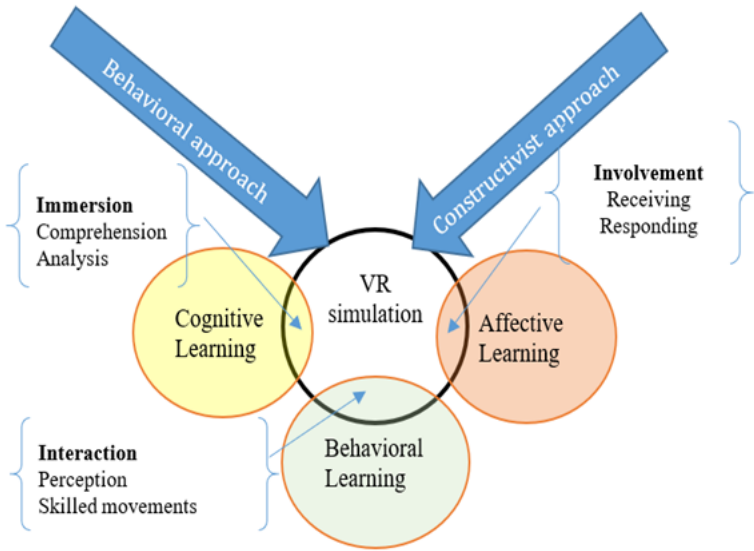 Behavioral approach
Constructivist approach
Immersion
Comprehension
Analysis
Involvement
Receiving
Responding
VR
simulation
Cognitive
Learning
Affective
Learning
Interaction
Perception
Skilled movements
Behavioral
Learning